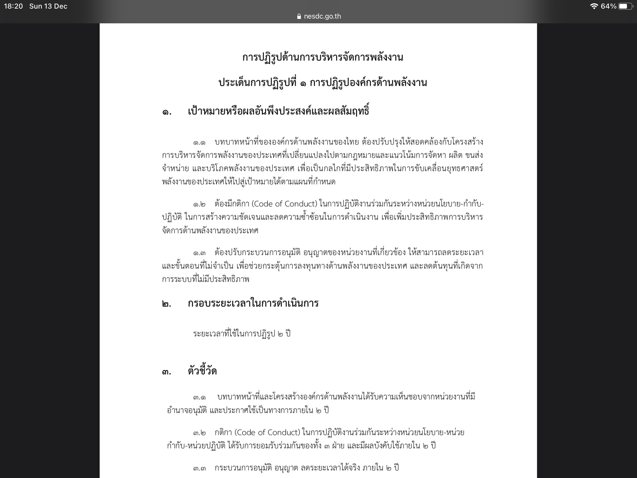 18:20 Sun 13 Dec
64%
nesdc.go.th
การปฏิรูปด้านการบริหารจัดการพลังงาน
ประเด็นการปฏิรูปที่ ๑ การปฏิรูปองค์กรด้านพลังงาน
๑. เป้าหมายหรือผลอันพึงประสงค์และผลสัมฤทธิ์
๑.๑ บทบาทหน้าที่ขององค์กรด้านพลังงานของไทย ต้องปรับปรุงให้สอดคล้องกับโครงสร้าง
การบริหารจัดการพลังงานของประเทศที่เปลี่ยนแปลงไปตามกฎหมายและแนวโน้มการจัดหา ผลิต ขนส่ง
จำหน่าย และบริโภคพลังงานของประเทศ เพื่อเป็นกลไกที่มีประสิทธิภาพในการขับเคลื่อนยุทธศาสตร์
พลังงานของประเทศให้ไปสู่เป้าหมายได้ตามแผนที่กำหนด
๑.๒ ต้องมีกติกา (Code of Conduct) ในการปฏิบัติงานร่วมกันระหว่างหน่วยนโยบาย-กำกับ-
ปฏิบัติ ในการสร้างความชัดเจนและลดความซ้ำซ้อนในการดำเนินงาน เพื่อเพิ่มประสิทธิภาพการบริหาร
จัดการด้านพลังงานของประเทศ
๑.๓ ต้องปรับกระบวนการอนุมัติ อนุญาตของหน่วยงานที่เกี่ยวข้อง ให้สามารถลดระยะเวลา
และขั้นตอนที่ไม่จำเป็น เพื่อช่วยกระตุ้นการลงทุนทางด้านพลังงานของประเทศ และลดต้นทุนที่เกิดจาก
การระบบที่ไม่มีประสิทธิภาพ
๒. กรอบระยะเวลาในการดำเนินการ
ระยะเวลาที่ใช้ในการปฏิรูป ๒ ปี
๓. ตัวชี้วัด
๓.๑ บทบาทหน้าที่และโครงสร้างองค์กรด้านพลังงานได้รับความเห็นชอบจากหน่วยงานที่มี
อำนาจอนุมัติ และประกาศใช้เป็นทางการภายใน ๒ ปี
๓.๒ กติกา (Code of Conduct) ในการปฏิบัติงานร่วมกันระหว่างหน่วยนโยบาย-หน่วย
กำกับ-หน่วยปฏิบัติ ได้รับการยอมรับร่วมกันของทั้ง ๓ ฝ่าย และมีผลบังคับใช้ภายใน ๒ ปี
๓.๓ กระบวนการอนุมัติ อนุญาต ลดระยะเวลาได้จริง ภายใน ๒ ปี